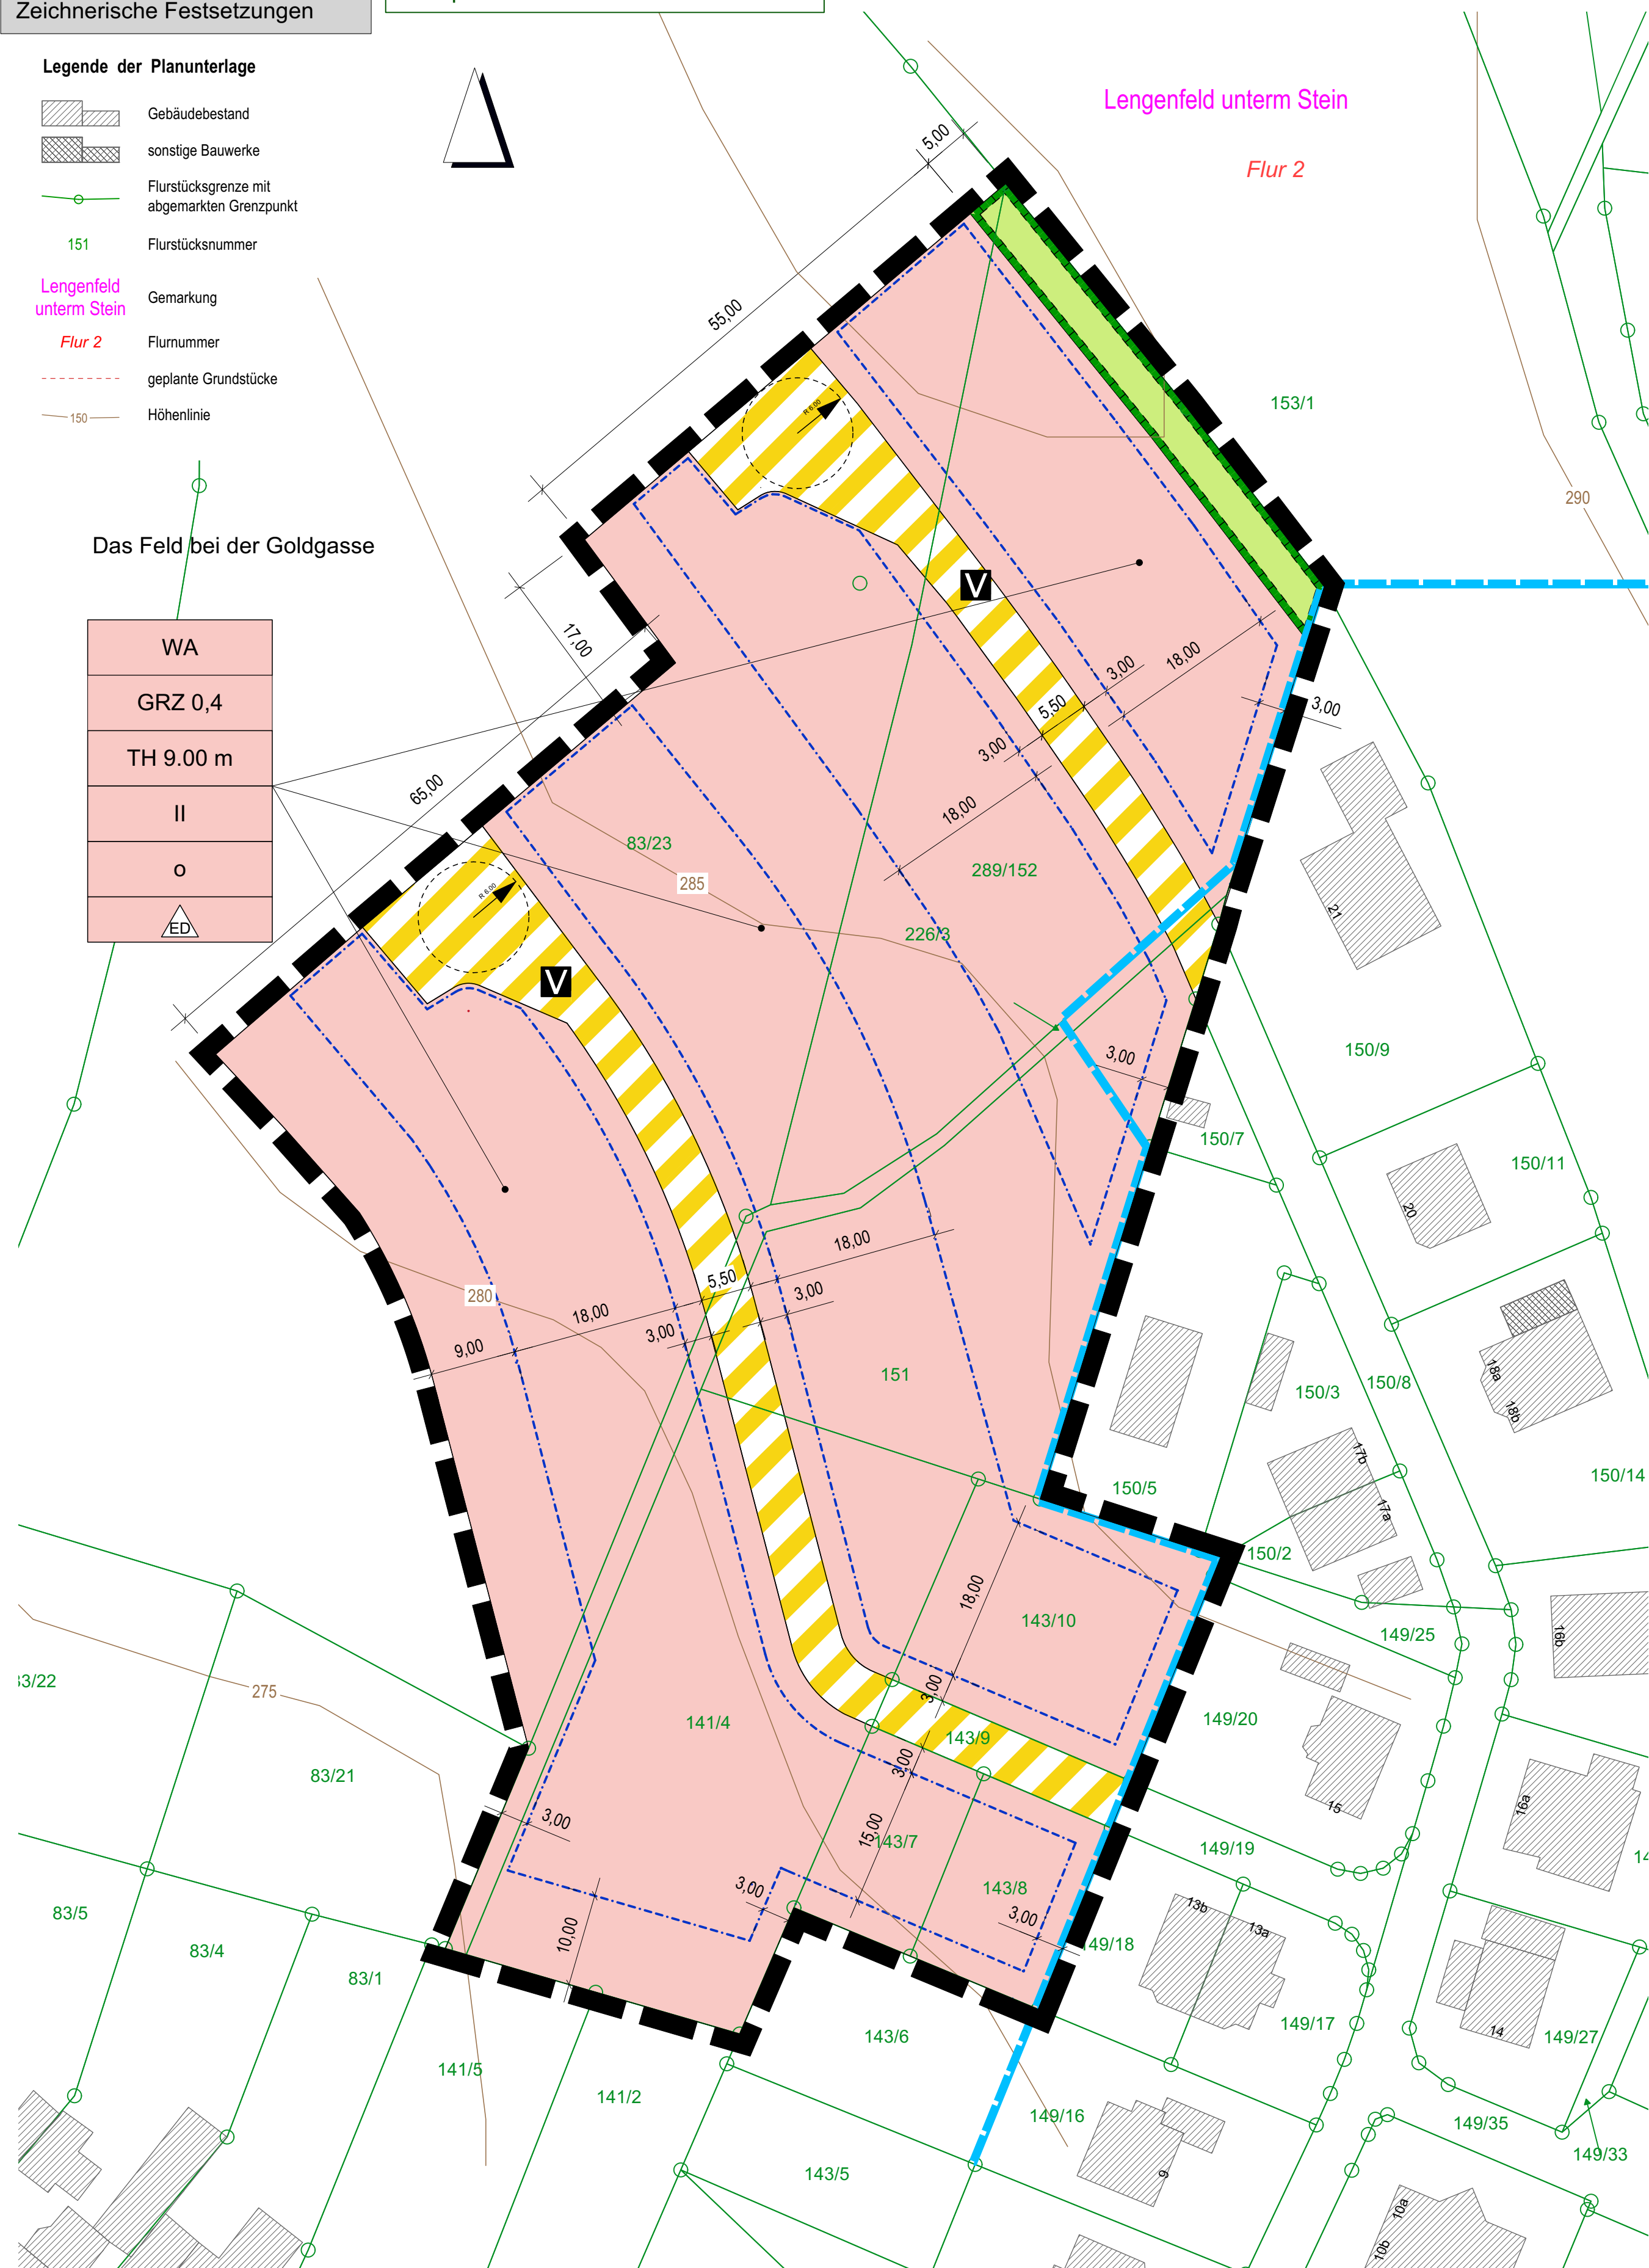 Zeichnerische Festsetzungen
Legende der Planunterlage
Gebäudebestand
sonstige Bauwerke
Flurstücksgrenze mit
abgemarkten Grenzpunkt
151
Flurstücksnummer
Lengenfeld
unterm Stein
Gemarkung
Flur 2
Flurnummer
geplante Grundstücke
150
Höhenlinie
Lengenfeld unterm Stein
Flur 2
5,00
55,00
153/1
R 6.00
290
Das Feld bei der Goldgasse
V
WA
GRZ 0,4
TH 9.00 m
II
o
ED
17,00
3,00
18,00
5,50
3,00
3,00
65,00
18,00
83/23
285
289/152
226/3
21
R 6.00
V
3,00
150/9
150/7
150/11
20
18,00
5,50
3,00
280
18,00
3,00
9,00
151
150/3
150/8
18a
18b
17b
17a
150/14
150/5
150/2
18,00
143/10
149/25
16b
275
3,00
141/4
143/9
149/20
83/21
3,00
15
16a
3,00
15,00
143/7
149/19
143/8
3,00
3,00
13b
13a
83/5
83/4
83/1
10,00
149/18
143/6
149/17
14
149/27
141/5
141/2
149/16
149/35
149/33
143/5
9
10a
10b